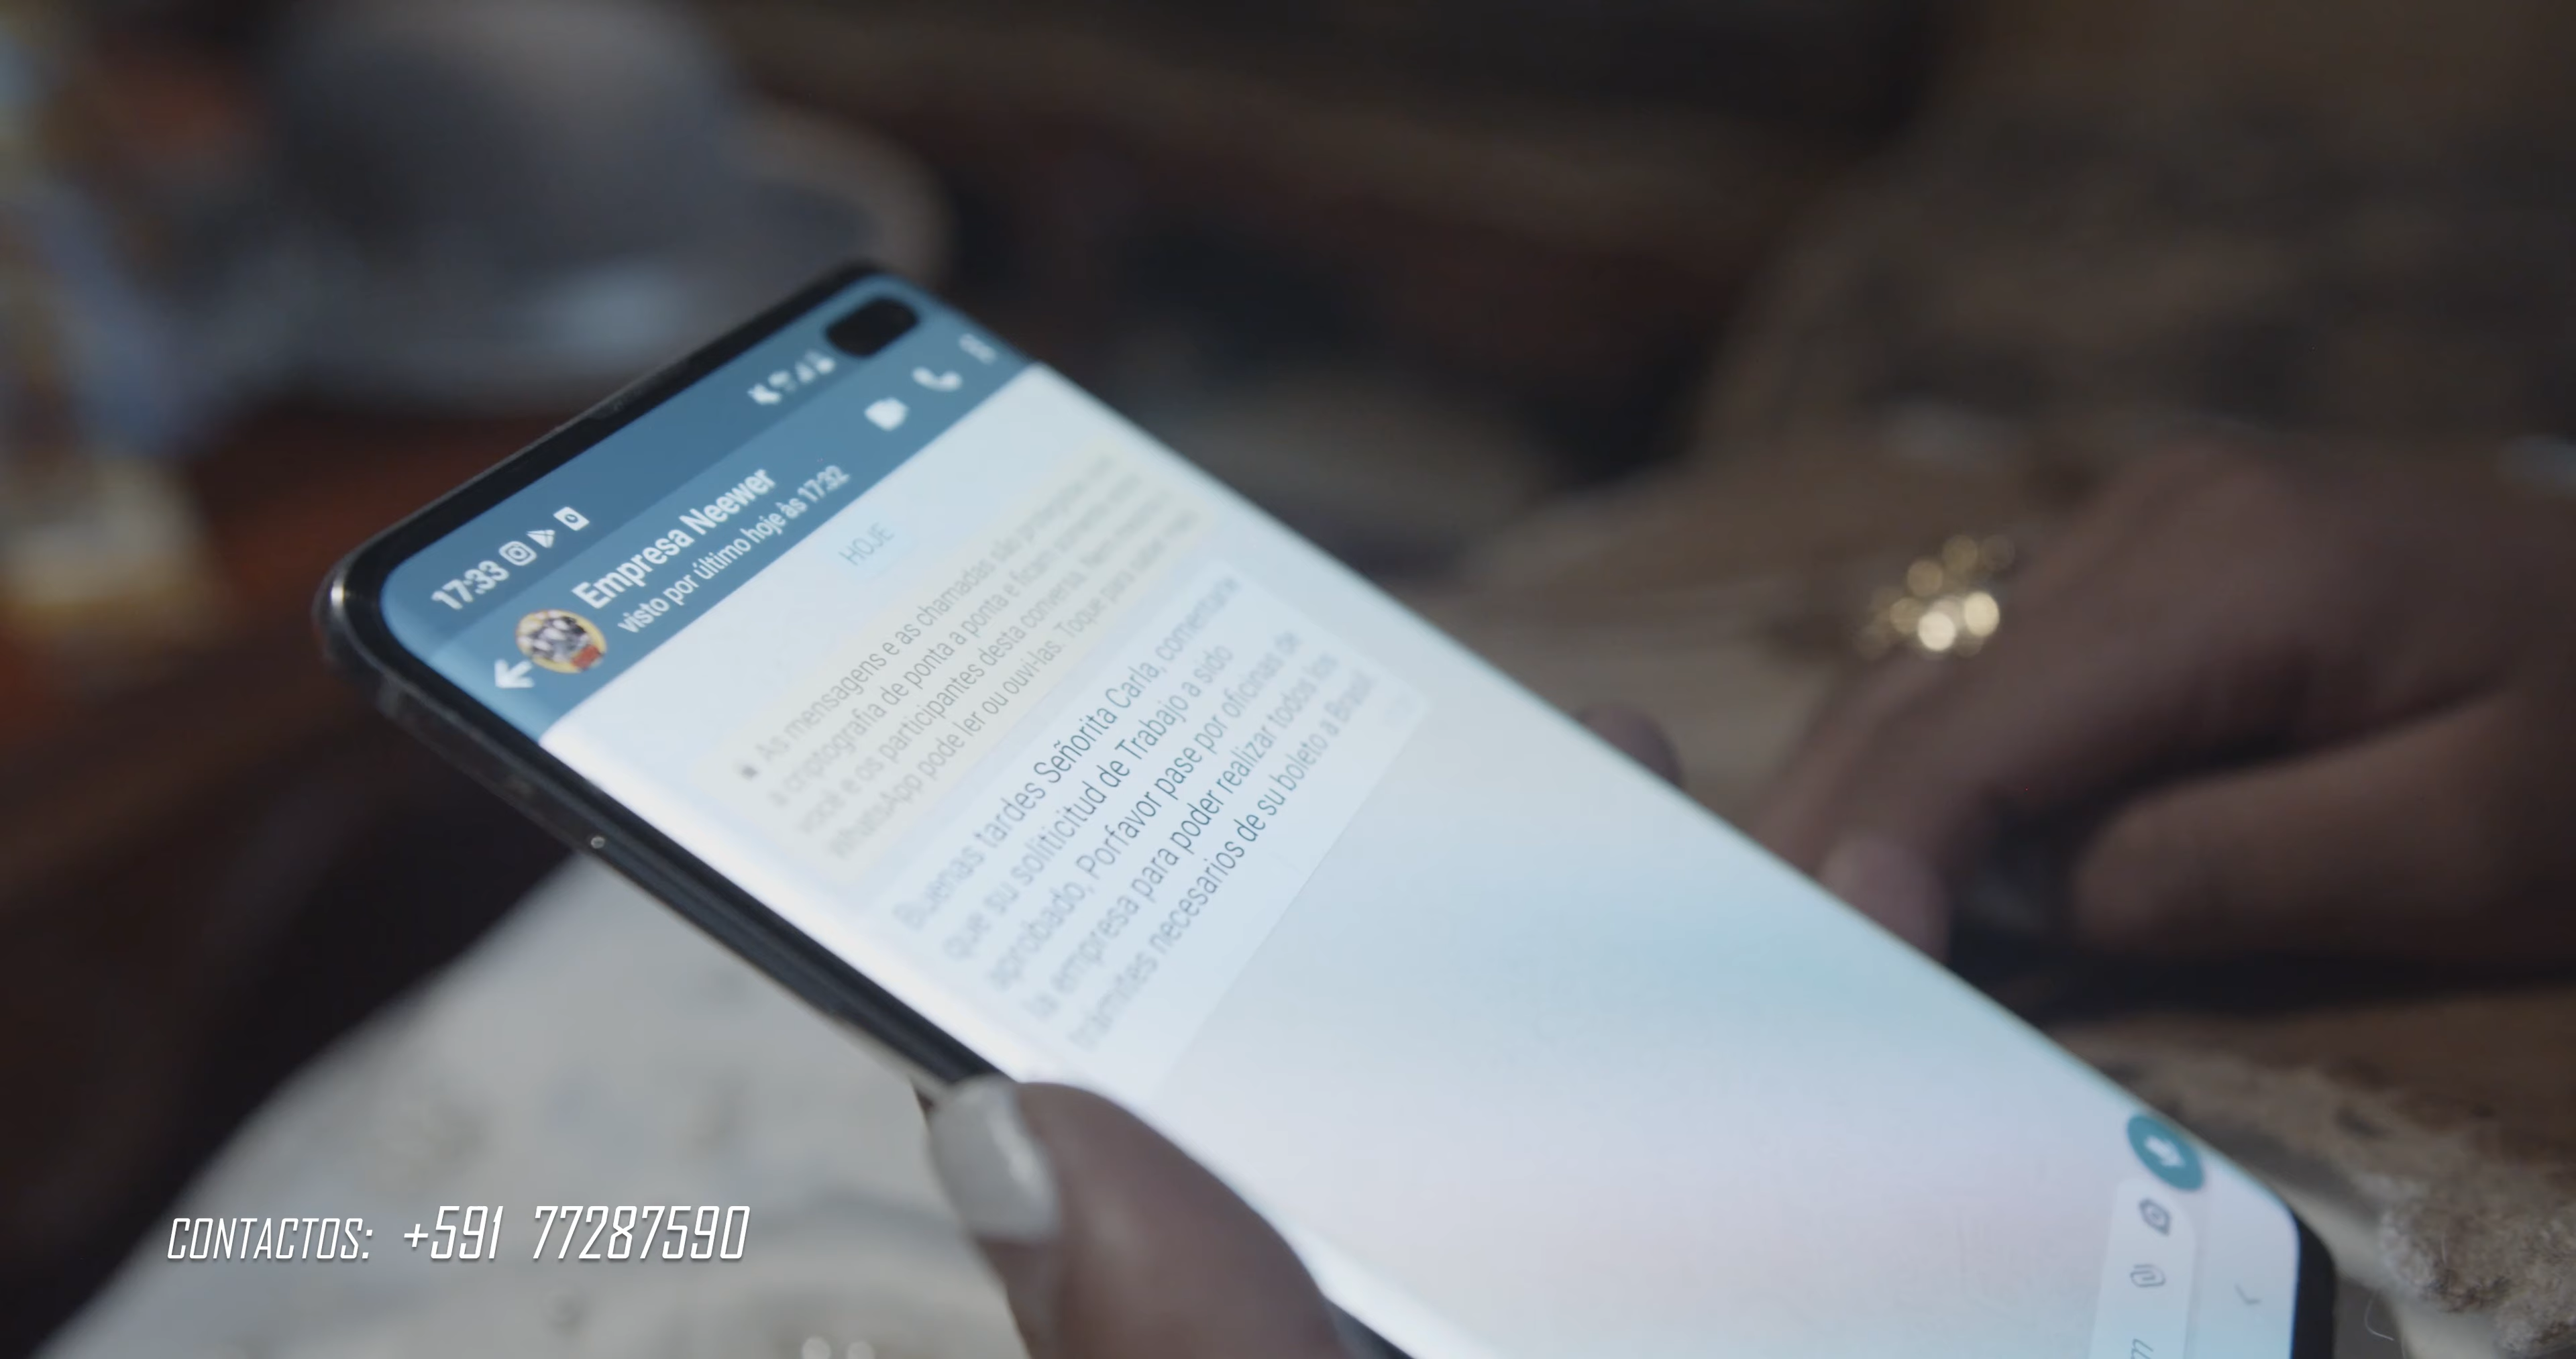 17:33
Empresa Neewer
visto por último hoje às 17:32
HOJE
As mensagens e as chamadas são protegidas com
a criptografia de ponta a ponta e ficam somente entre
você e os participantes desta conversa. Nem mesmo o
WhatsApp pode ler ou ouvi-las. Toque para saber mais.
Buenas tardes Señorita Carla, comentarle
que su soliticitud de Trabajo a sido
aprobado, Porfavor pase por oficinas de
la empresa para poder realizar todos los
trámites necesarios de su boleto a Brasil.
CONTACTOS: +591 77287590